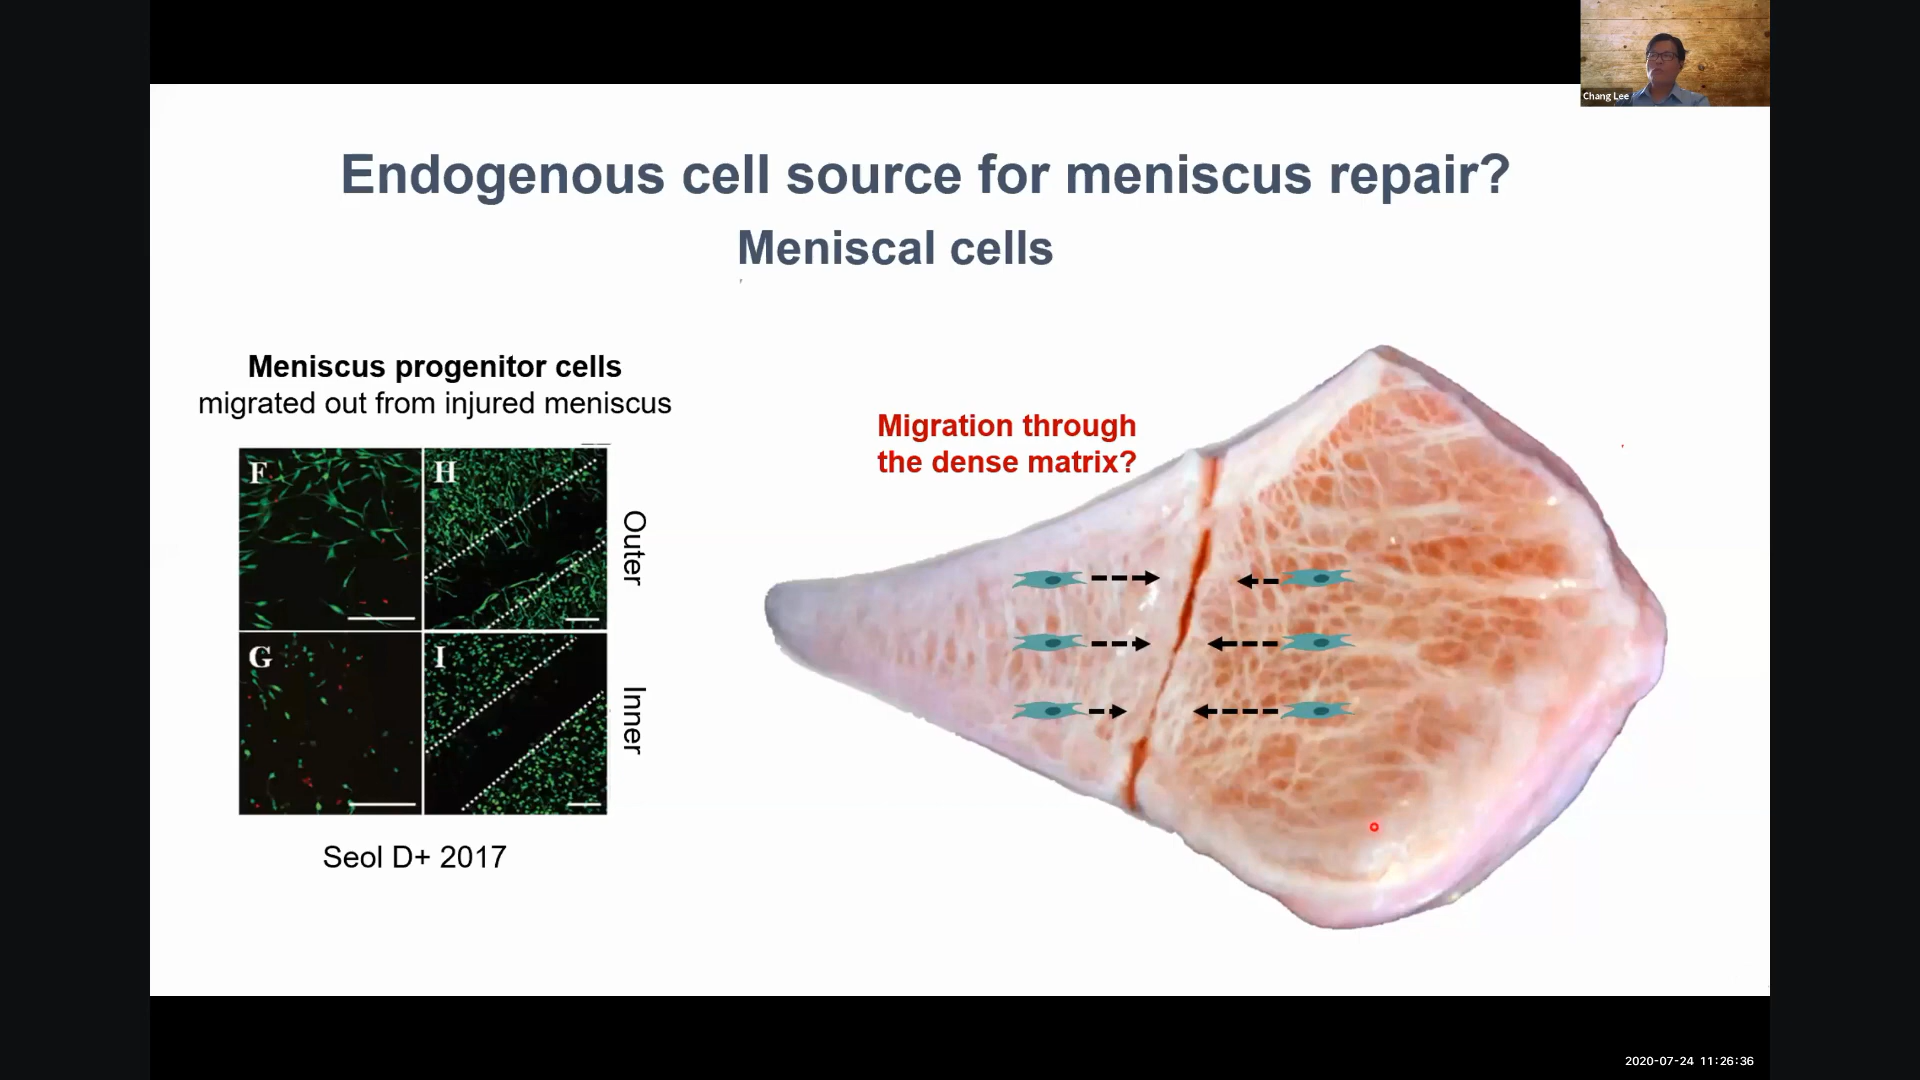 Chang Lee
Endogenous cell source for meniscus repair?
Meniscal cells
Meniscus progenitor cells
migrated out from injured meniscus
F
H
Outer
G
I
Inner
Seol D+ 2017
Migration through
the dense matrix?
2020-07-24 11:26:36